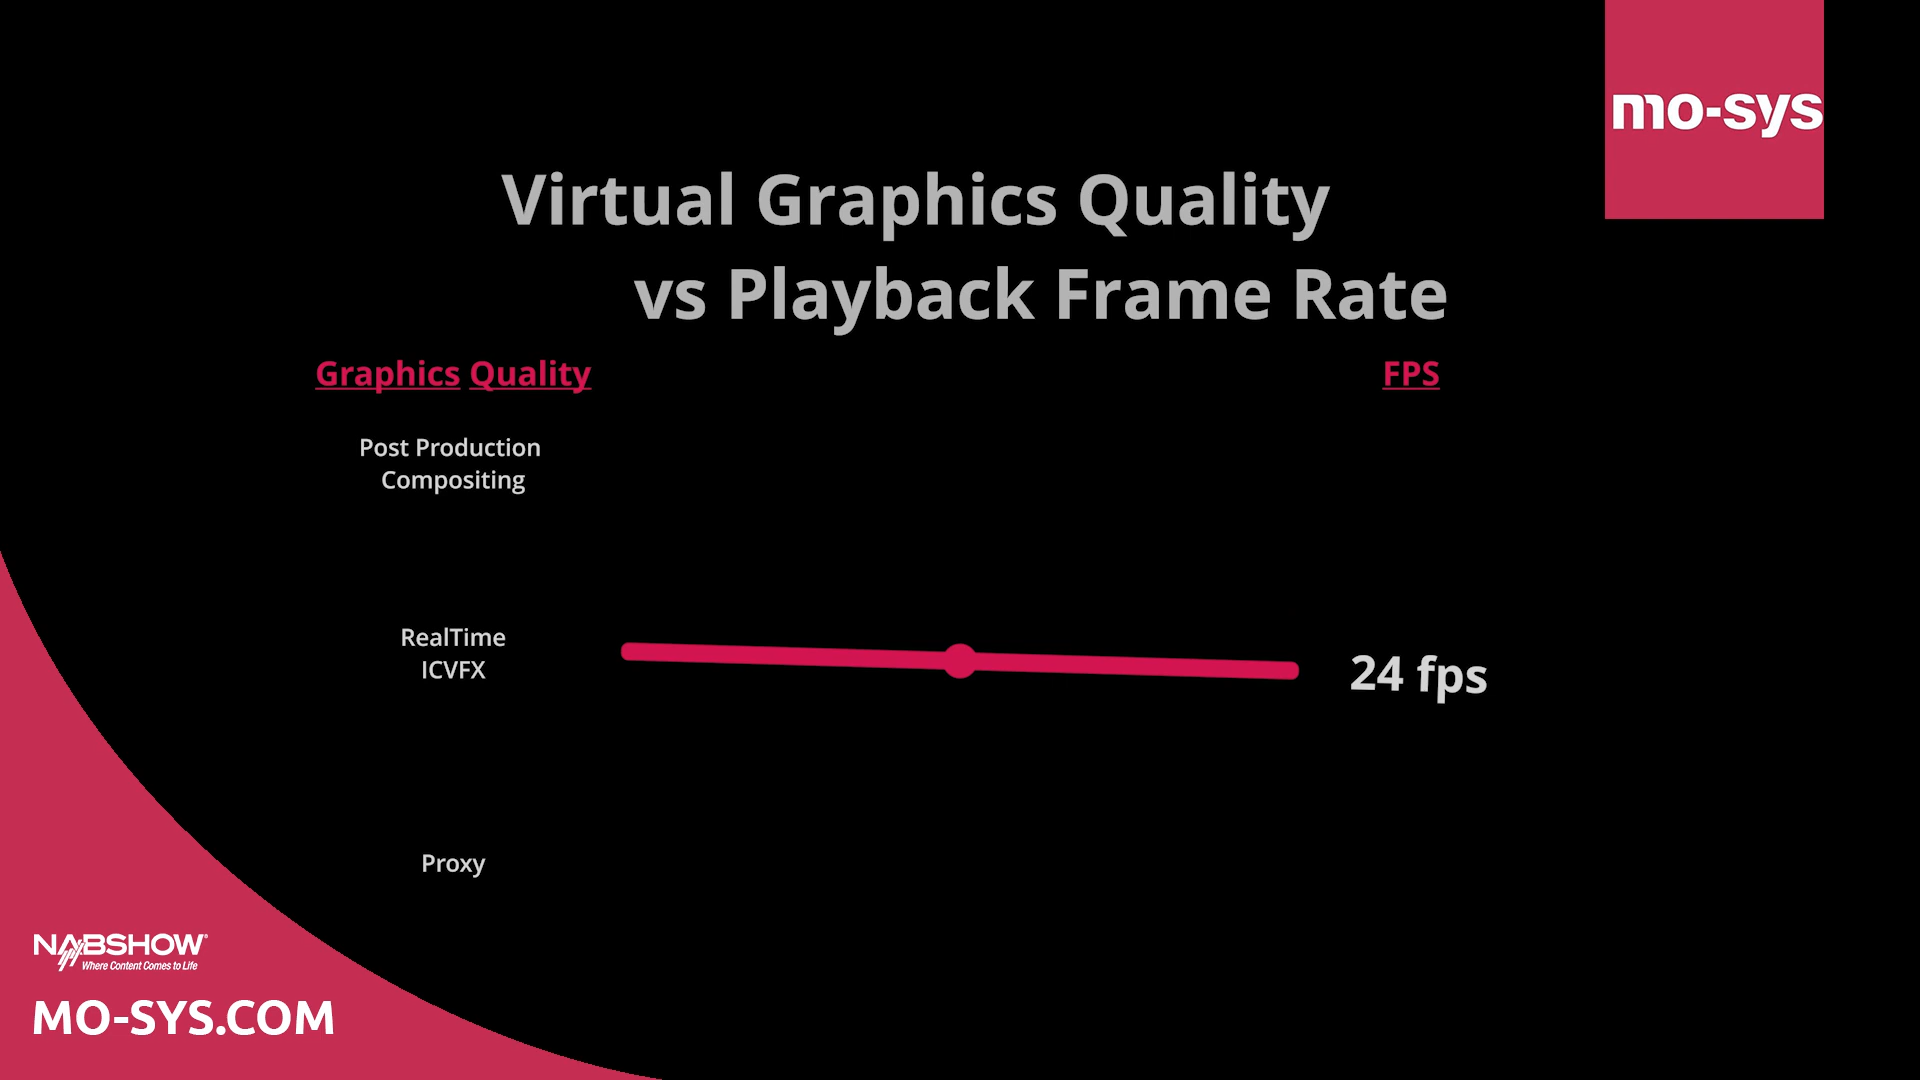 mo-sys
Virtual Graphics Quality
vs Playback Frame Rate
Graphics Quality
FPS
Post Production
Compositing
RealTime
ICVFX
24 fps
Proxy
NABSHOW®
Where Content Comes to Life
MO-SYS.COM